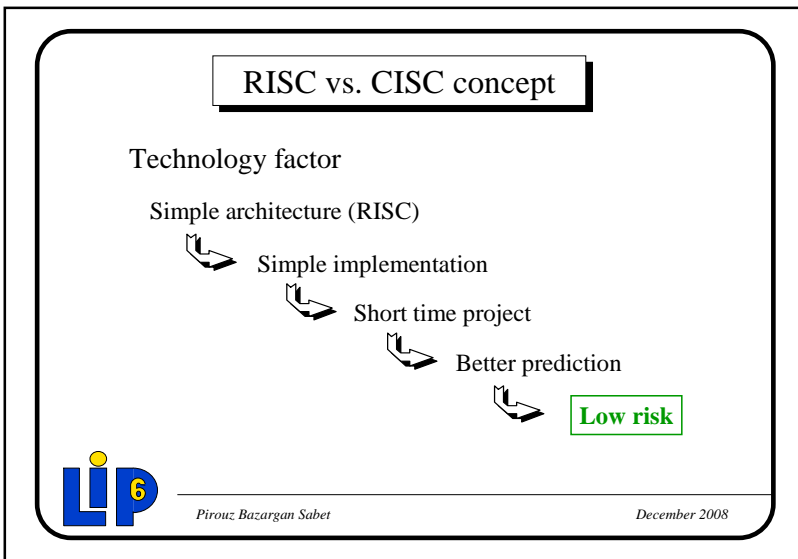 RISC vs. CISC concept
Technology factor
Simple architecture (RISC)
Simple implementation
Short time project
Better prediction
Low risk
LIP6
Pirouz Bazargan Sabet
December 2008